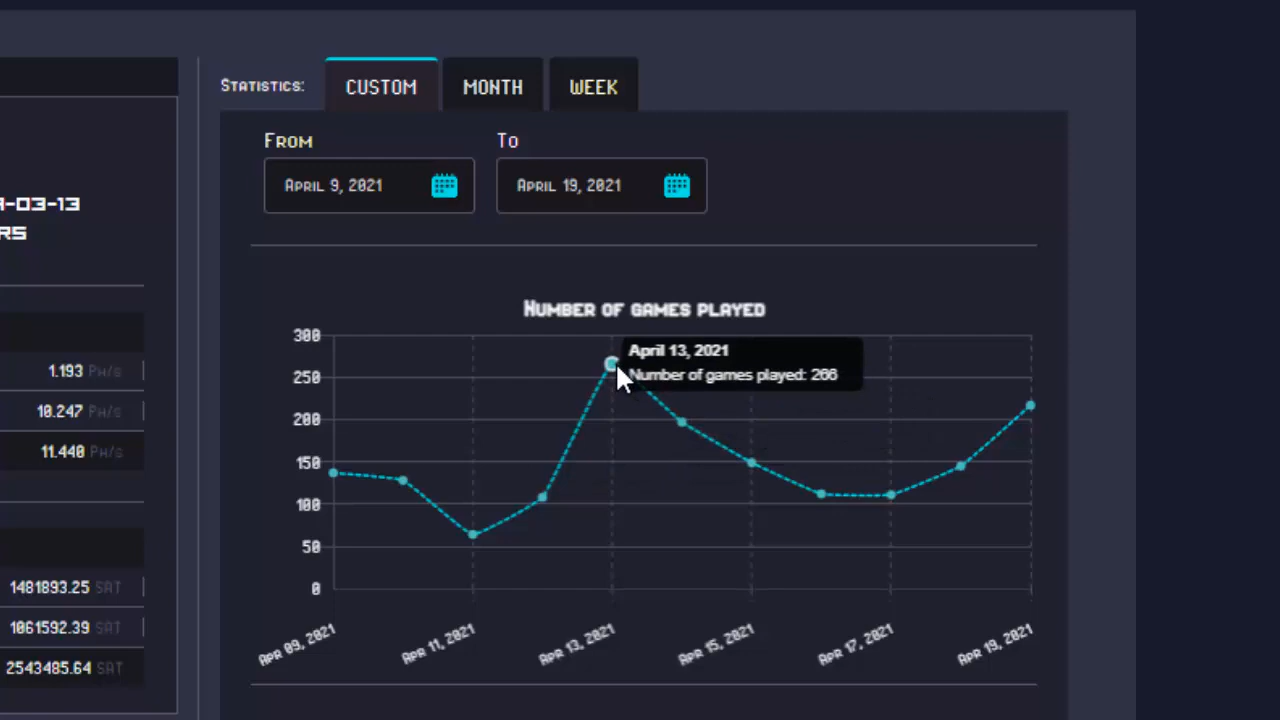 -03-13
RS
1.193 PH/s
10.247 PH/s
11.440 PH/s
1481893.25 SAT
1061592.39 SAT
2543485.64 SAT
Statistics: CUSTOM MONTH WEEK
From To
April 9, 2021 April 19, 2021
Number of games played
300
250
200
150
100
50
0
April 13, 2021
Number of games played: 266
Apr 09, 2021 Apr 11, 2021 Apr 13, 2021 Apr 15, 2021 Apr 17, 2021 Apr 19, 2021